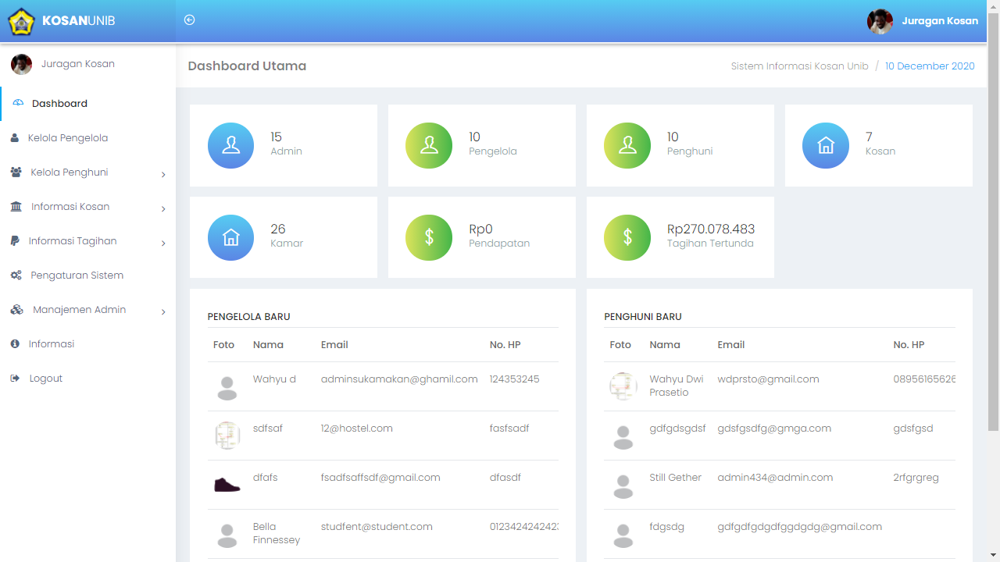 KOSANUNIB
Juragan Kosan
Juragan Kosan
Dashboard
Kelola Pengelola
Kelola Penghuni
Informasi Kosan
Informasi Tagihan
Pengaturan Sistem
Manajemen Admin
Informasi
Logout
Dashboard Utama
Sistem Informasi Kosan Unib / 10 December 2020
15
Admin
10
Pengelola
10
Penghuni
7
Kosan
26
Kamar
Rp0
Pendapatan
Rp270.078.483
Tagihan Tertunda
PENGELOLA BARU
Foto Nama Email No. HP
Wahyu d adminsukamakan@ghamil.com 124353245
sdfsaf 12@hostel.com fasfsadf
dfafs fsadfsaffsdf@gmail.com dfasdf
Bella Finnessey studfent@student.com 012342424242
PENGHUNI BARU
Foto Nama Email No. HP
Wahyu Dwi Prasetio wdprsto@gmail.com 08956165626
gdfgdsgdsf gdsfgsdfg@gmga.com gdsfgsd
Still Gether admin434@admin.com 2rfgrgreg
fdgsdg gdfgdfgdgdfggdgdg@gmail.com